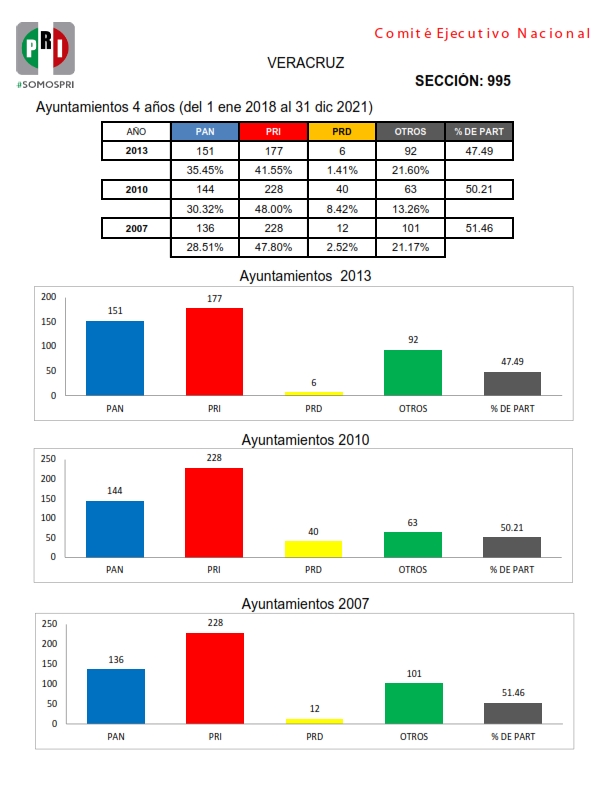 Comité Ejecutivo Nacional
PRI
#SOMOSPRI
VERACRUZ
SECCIÓN: 995
Ayuntamientos 4 años (del 1 ene 2018 al 31 dic 2021)
AÑO PAN PRI PRD OTROS % DE PART
2013 151 177 6 92 47.49
35.45% 41.55% 1.41% 21.60%
2010 144 228 40 63 50.21
30.32% 48.00% 8.42% 13.26%
2007 136 228 12 101 51.46
28.51% 47.80% 2.52% 21.17%
Ayuntamientos 2013
200
150
100
50
0
151
177
6
92
47.49
PAN PRI PRD OTROS % DE PART
Ayuntamientos 2010
250
200
150
100
50
0
144
228
40
63
50.21
PAN PRI PRD OTROS % DE PART
Ayuntamientos 2007
250
200
150
100
50
0
136
228
12
101
51.46
PAN PRI PRD OTROS % DE PART